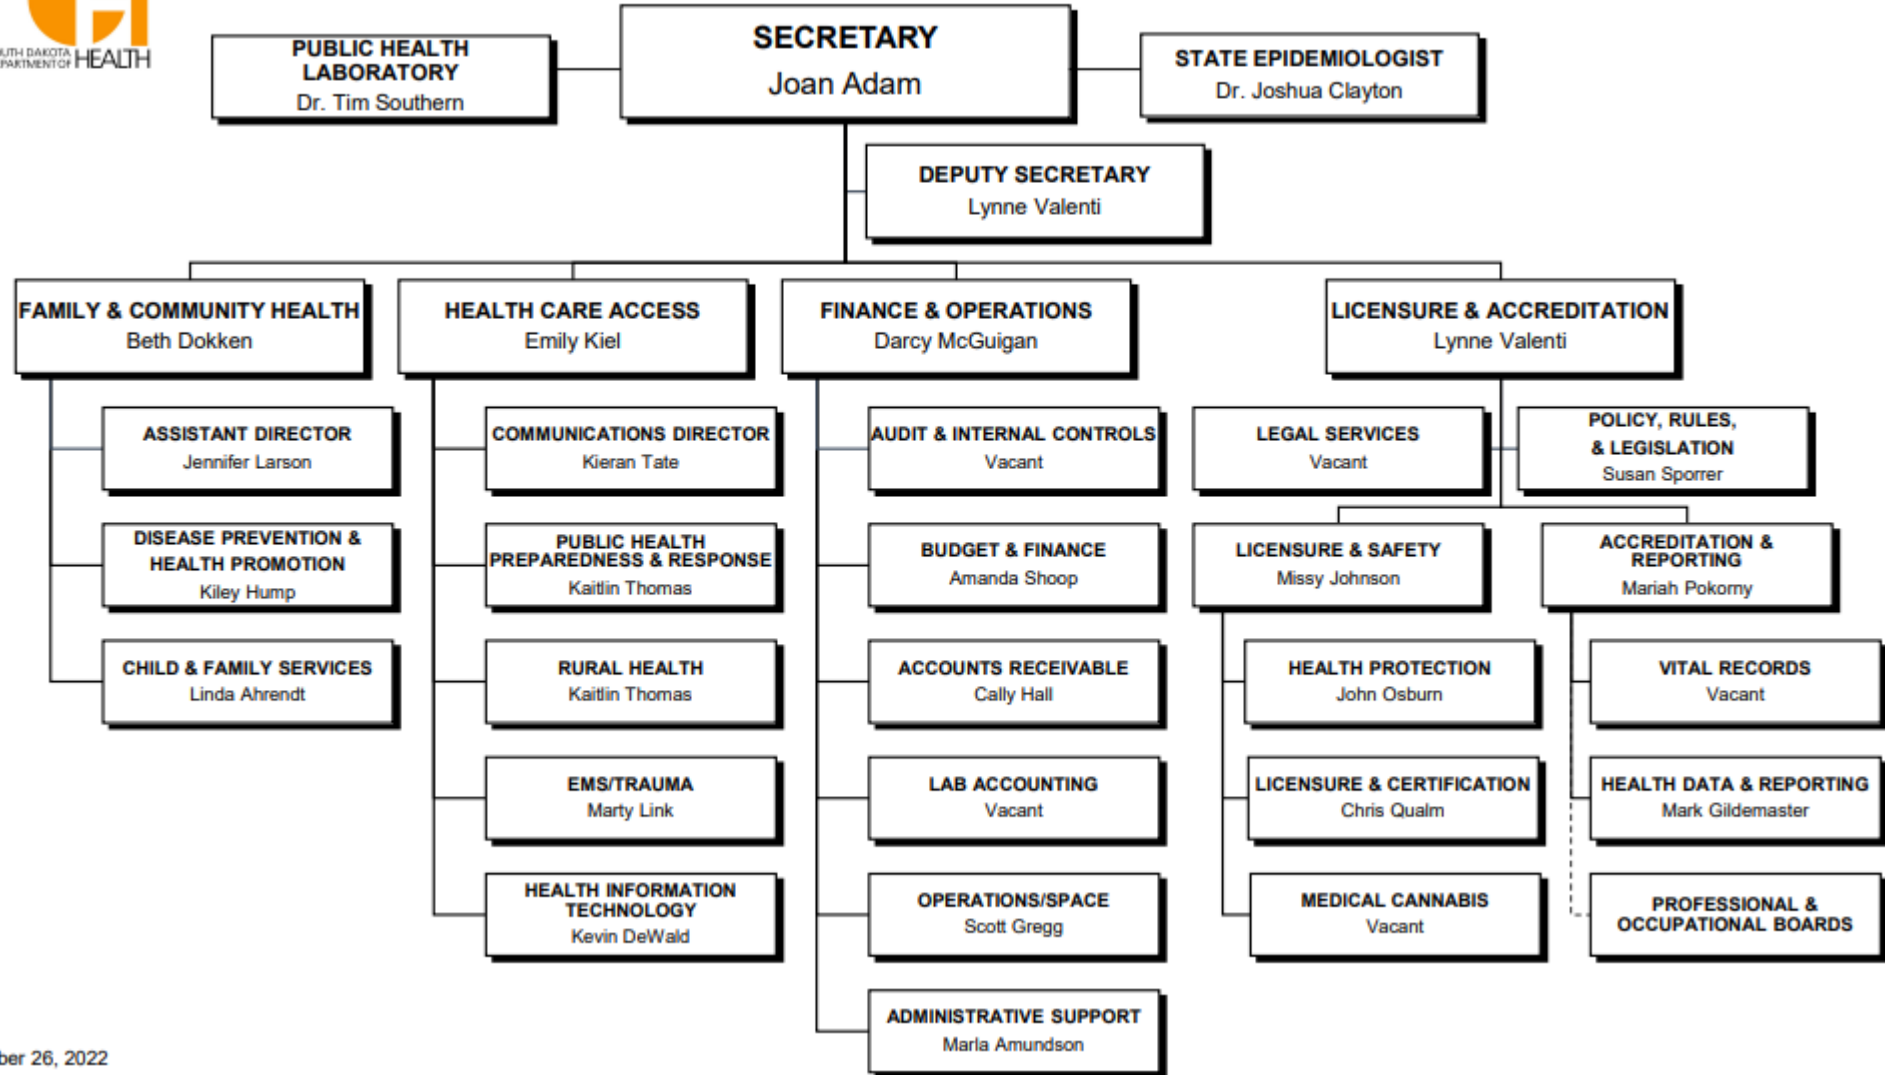 HEALTH
PUBLIC HEALTH
LABORATORY
Dr. Tim Southern
SECRETARY
Joan Adam
STATE EPIDEMIOLOGIST
Dr. Joshua Clayton
DEPUTY SECRETARY
Lynne Valenti
FAMILY & COMMUNITY HEALTH
Beth Dokken
HEALTH CARE ACCESS
Emily Kiel
FINANCE & OPERATIONS
Darcy McGuigan
LICENSURE & ACCREDITATION
Lynne Valenti
ASSISTANT DIRECTOR
Jennifer Larson
DISEASE PREVENTION &
HEALTH PROMOTION
Kiley Hump
CHILD & FAMILY SERVICES
Linda Ahrendt
COMMUNICATIONS DIRECTOR
Kieran Tate
PUBLIC HEALTH
PREPAREDNESS & RESPONSE
Kaitlin Thomas
RURAL HEALTH
Kaitlin Thomas
EMS/TRAUMA
Marty Link
HEALTH INFORMATION
TECHNOLOGY
Kevin DeWald
AUDIT & INTERNAL CONTROLS
Vacant
BUDGET & FINANCE
Amanda Shoop
ACCOUNTS RECEIVABLE
Cally Hall
LAB ACCOUNTING
Vacant
OPERATIONS/SPACE
Scott Gregg
ADMINISTRATIVE SUPPORT
Marla Amundson
LEGAL SERVICES
Vacant
POLICY, RULES,
& LEGISLATION
Susan Sporrer
LICENSURE & SAFETY
Missy Johnson
HEALTH PROTECTION
John Osburn
LICENSURE & CERTIFICATION
Chris Qualm
MEDICAL CANNABIS
Vacant
ACCREDITATION &
REPORTING
Mariah Pokorny
VITAL RECORDS
Vacant
HEALTH DATA & REPORTING
Mark Gildemaster
PROFESSIONAL &
OCCUPATIONAL BOARDS
26, 2022